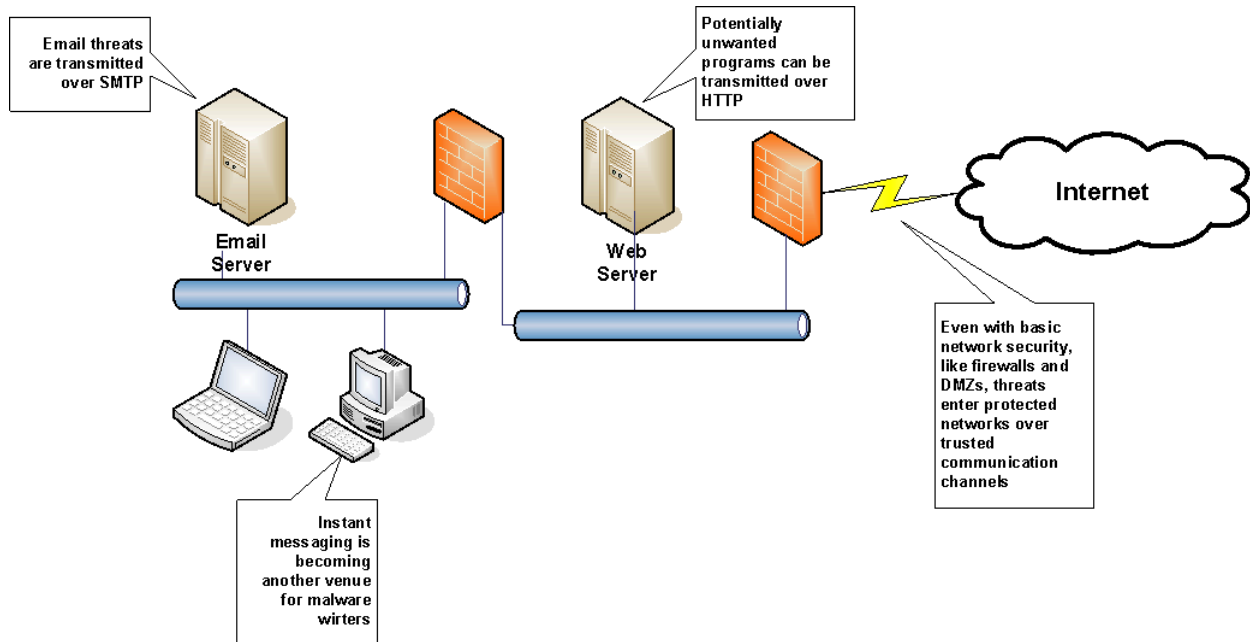 Email threats
are transmitted
over SMTP
Potentially
unwanted
programs can be
transmitted over
HTTP
Internet
Email
Server
Web
Server
Even with basic
network security,
like firewalls and
DMZs, threats
enter protected
networks over
trusted
communication
channels
Instant
messaging is
becoming
another venue
for malware
wirters